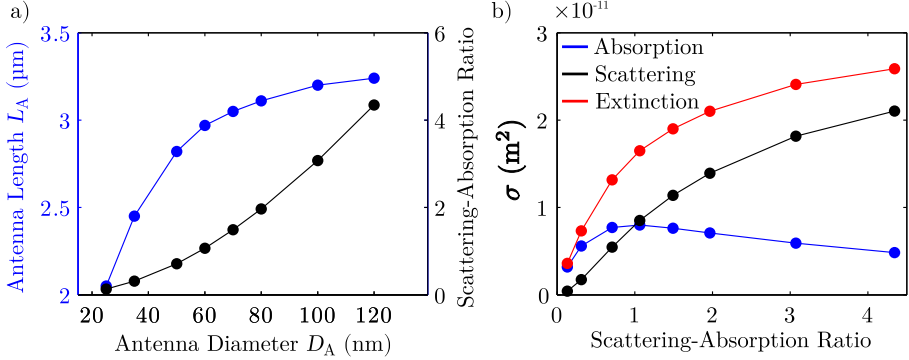 a)
Antenna Length L_A (µm)
3.5
3
2.5
2
6
4
2
0
Scattering-Absorption Ratio
20 40 60 80 100 120
Antenna Diameter D_A (nm)
b)
×10⁻¹¹
3
2
1
0
σ (m²)
Absorption
Scattering
Extinction
0 1 2 3 4
Scattering-Absorption Ratio